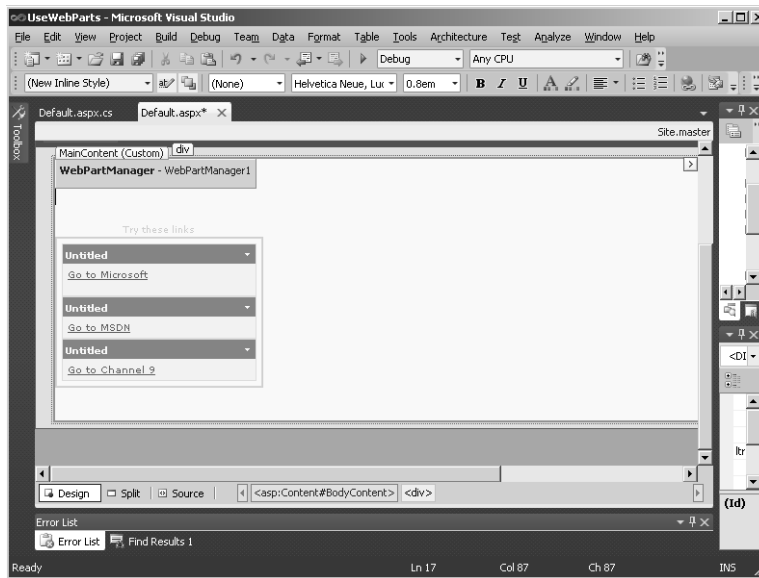 UseWebParts - Microsoft Visual Studio
File Edit View Project Build Debug Team Data Format Table Tools Architecture Test Analyze Window Help
Debug Any CPU
(New Inline Style) (None) Helvetica Neue, Luc 0.8em B I U A
Toolbox
Default.aspx.cs Default.aspx*
Site.master
MainContent (Custom) div
WebPartManager - WebPartManager1
Try these links
Untitled
Go to Microsoft
Untitled
Go to MSDN
Untitled
Go to Channel 9
<DI
ltr
(Id)
Design Split Source <asp:Content#BodyContent> <div>
Error List
Error List Find Results 1
Ready Ln 17 Col 87 Ch 87 INS